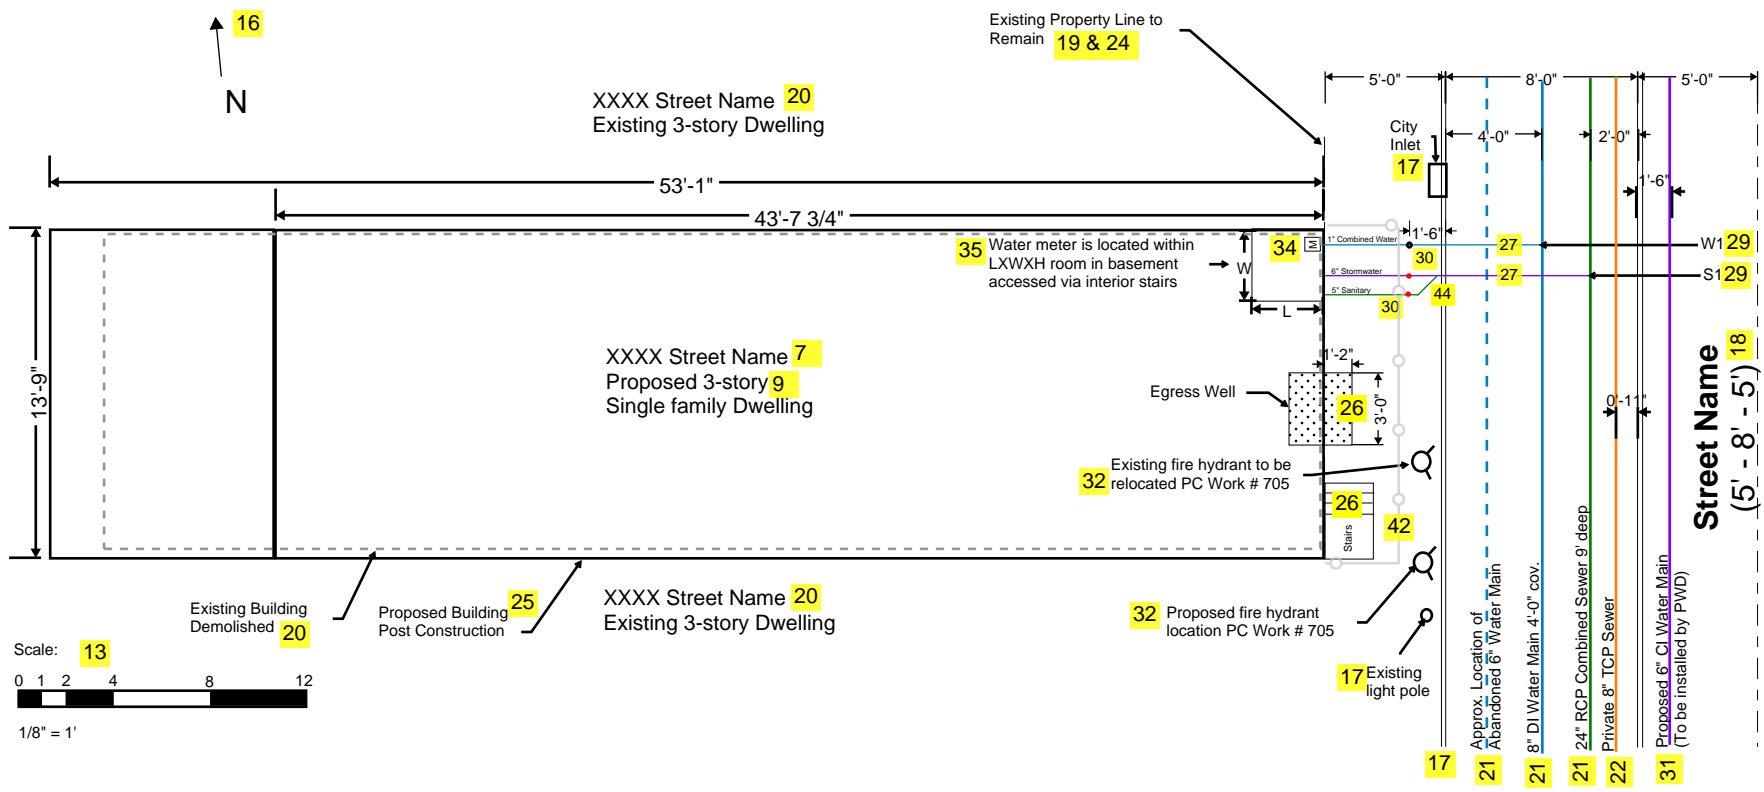 16
N
Existing Property Line to
Remain 19 & 24
XXXX Street Name 20
Existing 3-story Dwelling
5'-0"
8'-0"
5'-0"
City
Inlet
17
4'-0"
2'-0"
1'-6"
53'-1"
43'-7 3/4"
13'-9"
35 Water meter is located within
LXWXH room in basement
accessed via interior stairs
W
L
34
M
1" Combined Water
1'-6"
30
27
W1 29
6" Stormwater
27
S1 29
5" Sanitary
30
44
XXXX Street Name 7
Proposed 3-story 9
Single family Dwelling
1'-2"
Egress Well
26
3'-0"
0'-11"
Street Name
(5' - 8' - 5') 18
32 Existing fire hydrant to be
relocated PC Work # 705
26
Stairs
42
Existing Building
Demolished 20
Proposed Building 25
Post Construction
XXXX Street Name 20
Existing 3-story Dwelling
32 Proposed fire hydrant
location PC Work # 705
17 Existing
light pole
Scale: 13
0 1 2 4 8 12
1/8" = 1'
17
Approx. Location of
Abandoned 6" Water Main
21
8" DI Water Main 4'-0" cov.
21
24" RCP Combined Sewer 9' deep
21
Private 8" TCP Sewer
22
Proposed 6" CI Water Main
(To be installed by PWD)
31